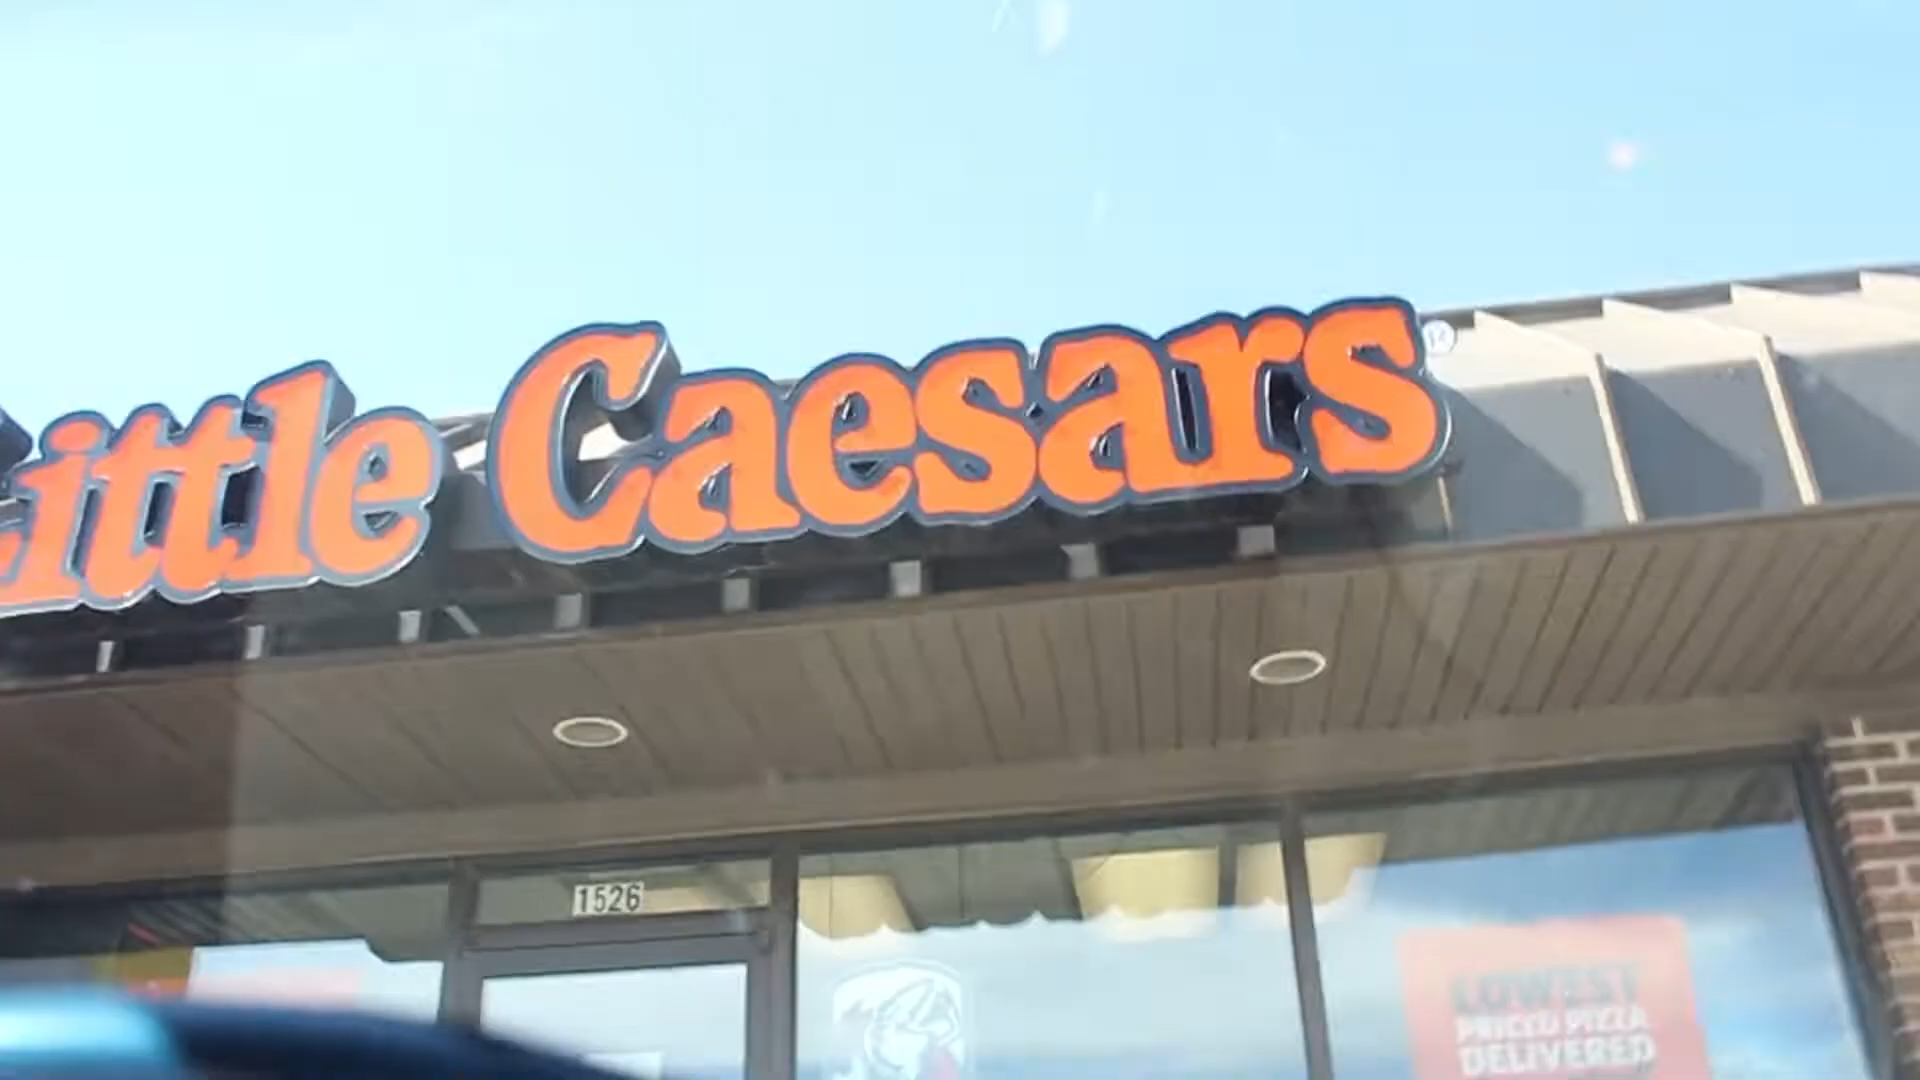 Little Caesars
1526
LOWEST
PRICED PIZZA
DELIVERED